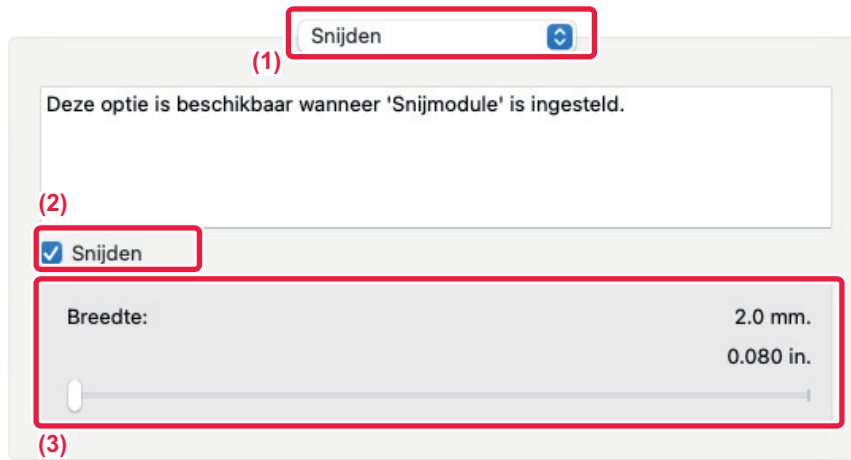 Snijden
(1)
Deze optie is beschikbaar wanneer 'Snijmodule' is ingesteld.
(2)
Snijden
Breedte: 2.0 mm.
0.080 in.
(3)